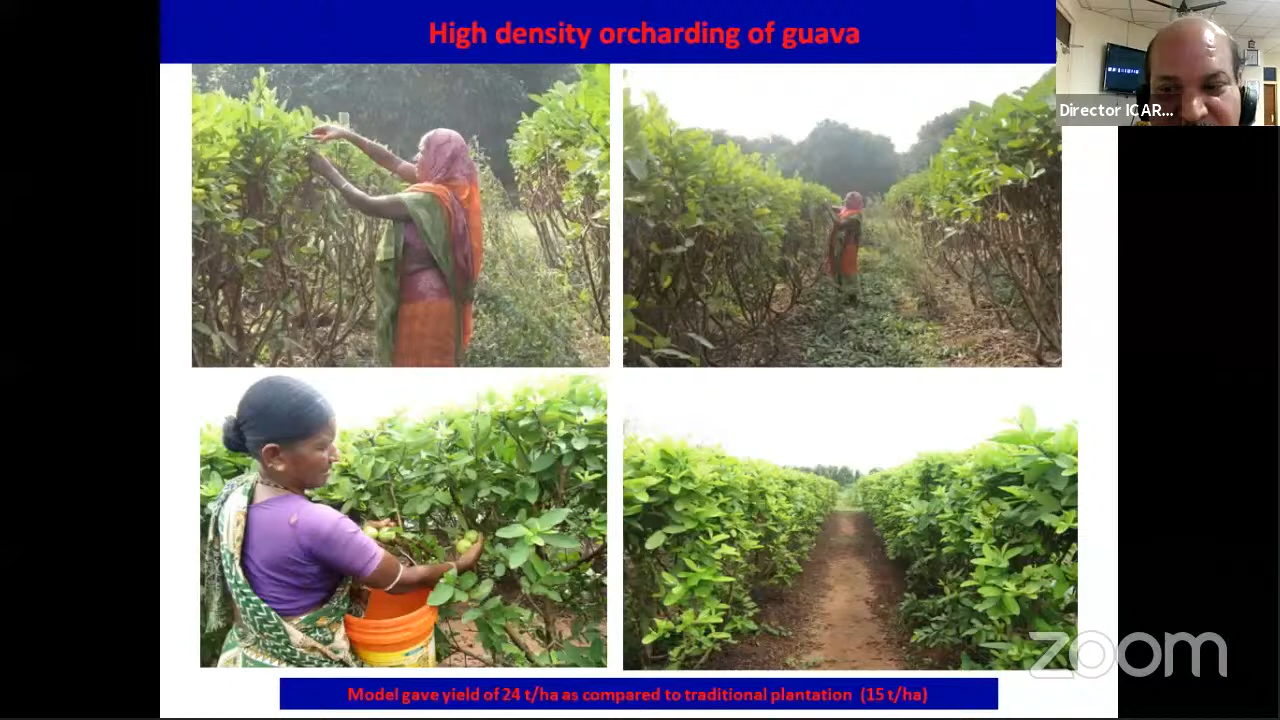 High density orcharding of guava
Director ICAR...
Model gave yield of 24 t/ha as compared to traditional plantation (15 t/ha)
zoom